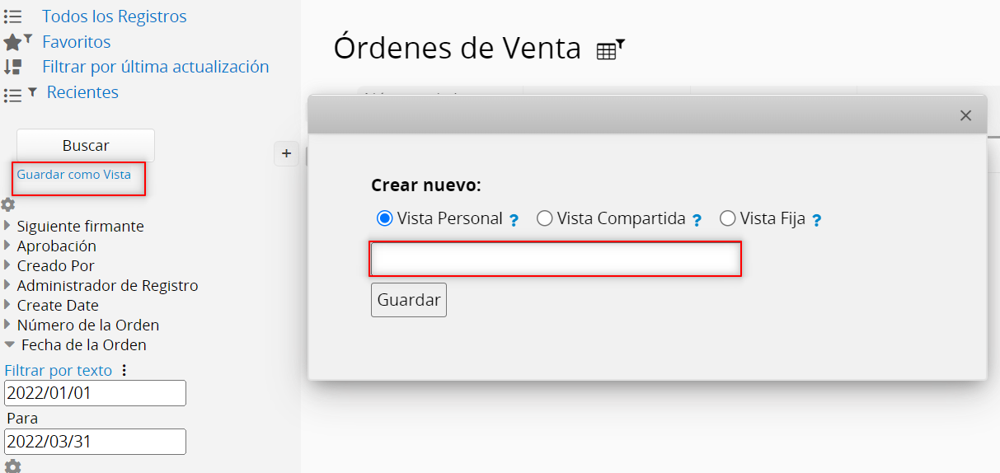 Todos los Registros
Favoritos
Filtrar por última actualización
Recientes
Buscar
Guardar como Vista
Siguiente firmante
Aprobación
Creado Por
Administrador de Registro
Create Date
Número de la Orden
Fecha de la Orden
Filtrar por texto
2022/01/01
Para
2022/03/31
Órdenes de Venta
+
×
Crear nuevo:
Vista Personal ? Vista Compartida ? Vista Fija ?
Guardar